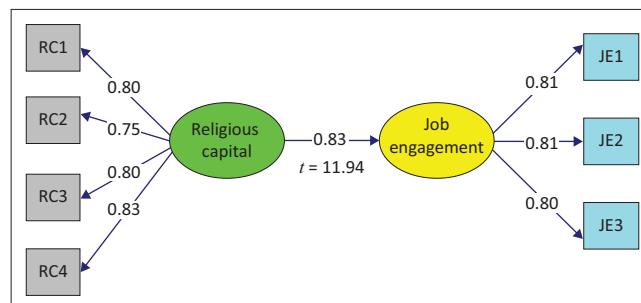 RC1
RC2
RC3
RC4
0.80
0.75
0.80
0.83
Religious
capital
0.83
t = 11.94
Job
engagement
0.81
0.81
0.80
JE1
JE2
JE3